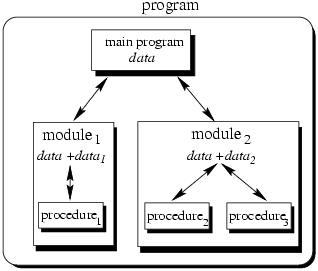 program
main program
data
module₁
data +data₁
procedure₁
module₂
data +data₂
procedure₂
procedure₃